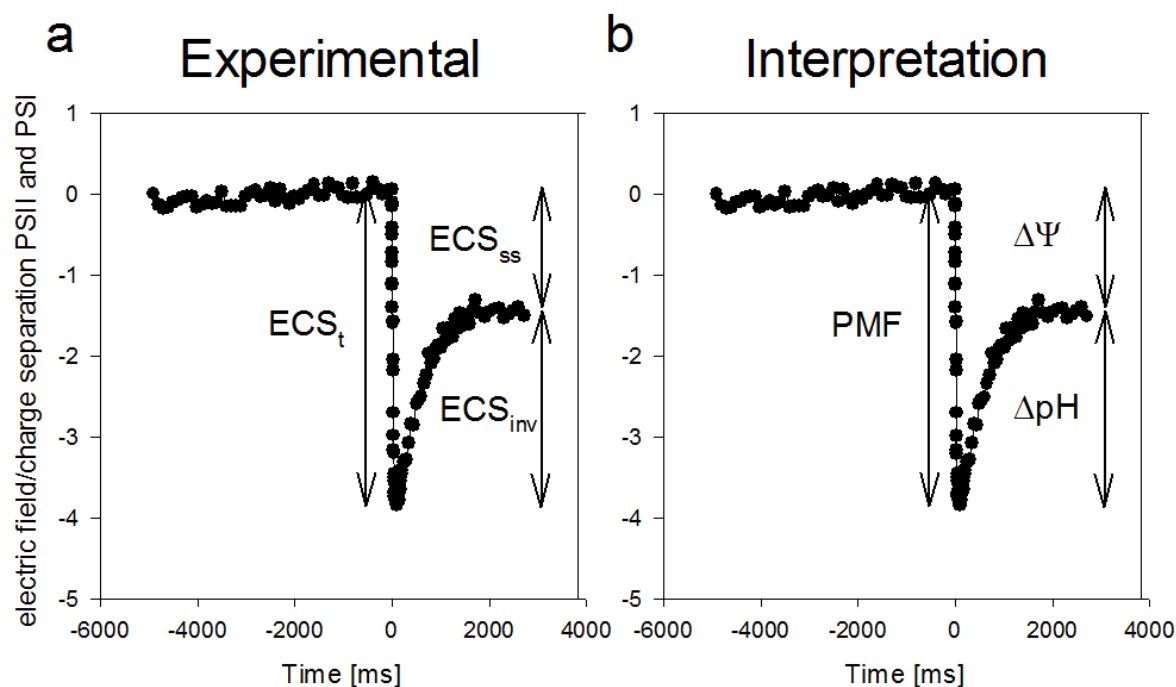 a
Experimental
b
Interpretation
electric field/charge separation PSII and PSI
1
0
-1
-2
-3
-4
-5
ECSss
ECSt
ECSinv
-6000 -4000 -2000 0 2000 4000
Time [ms]
1
0
-1
-2
-3
-4
-5
ΔΨ
PMF
ΔpH
-6000 -4000 -2000 0 2000 4000
Time [ms]